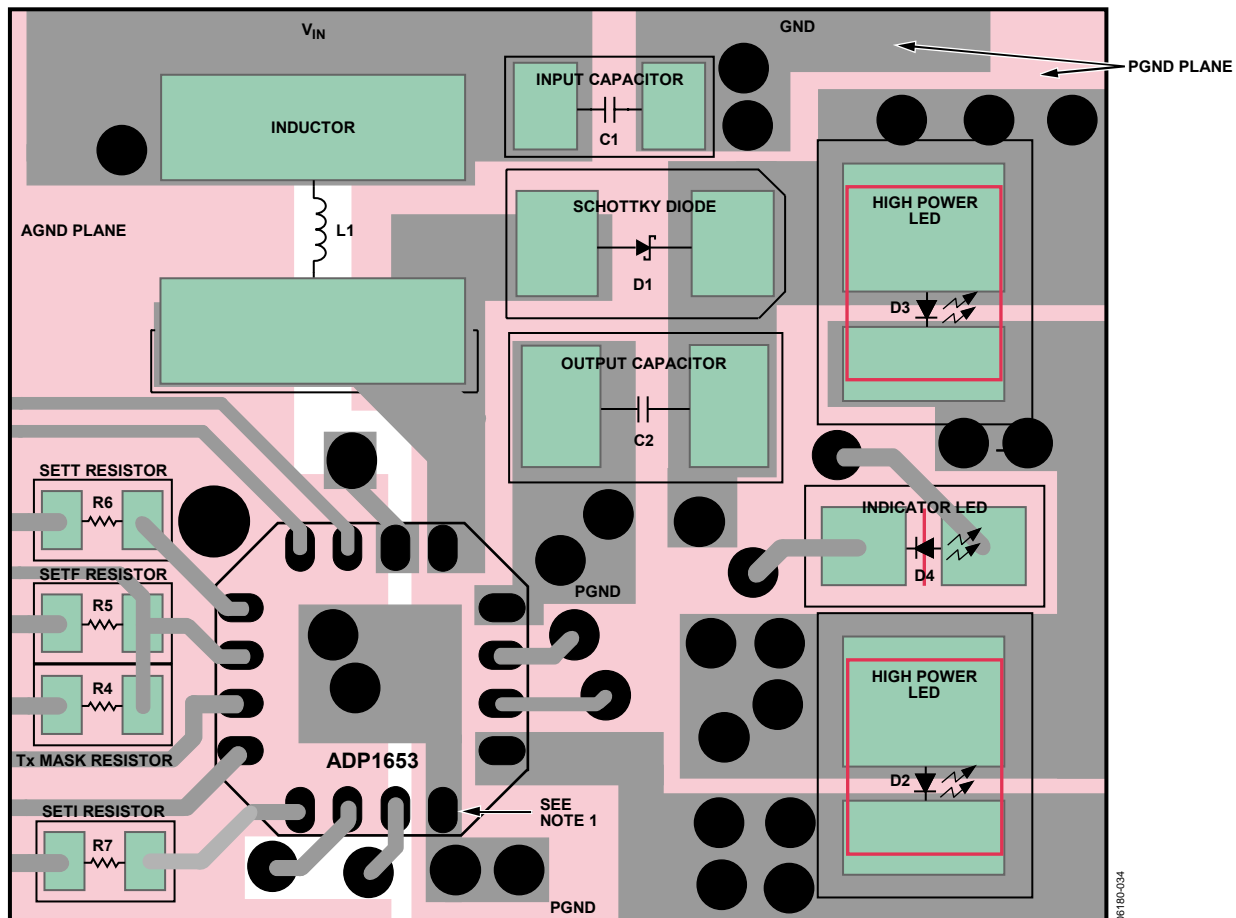 VIN
GND
PGND PLANE
INPUT CAPACITOR
C1
INDUCTOR
SCHOTTKY DIODE
D1
HIGH POWER
LED
D3
AGND PLANE
L1
OUTPUT CAPACITOR
C2
SETT RESISTOR
R6
INDICATOR LED
D4
SETF RESISTOR
R5
PGND
R4
HIGH POWER
LED
D2
Tx MASK RESISTOR
ADP1653
SETI RESISTOR
R7
SEE
NOTE 1
PGND
06180-034